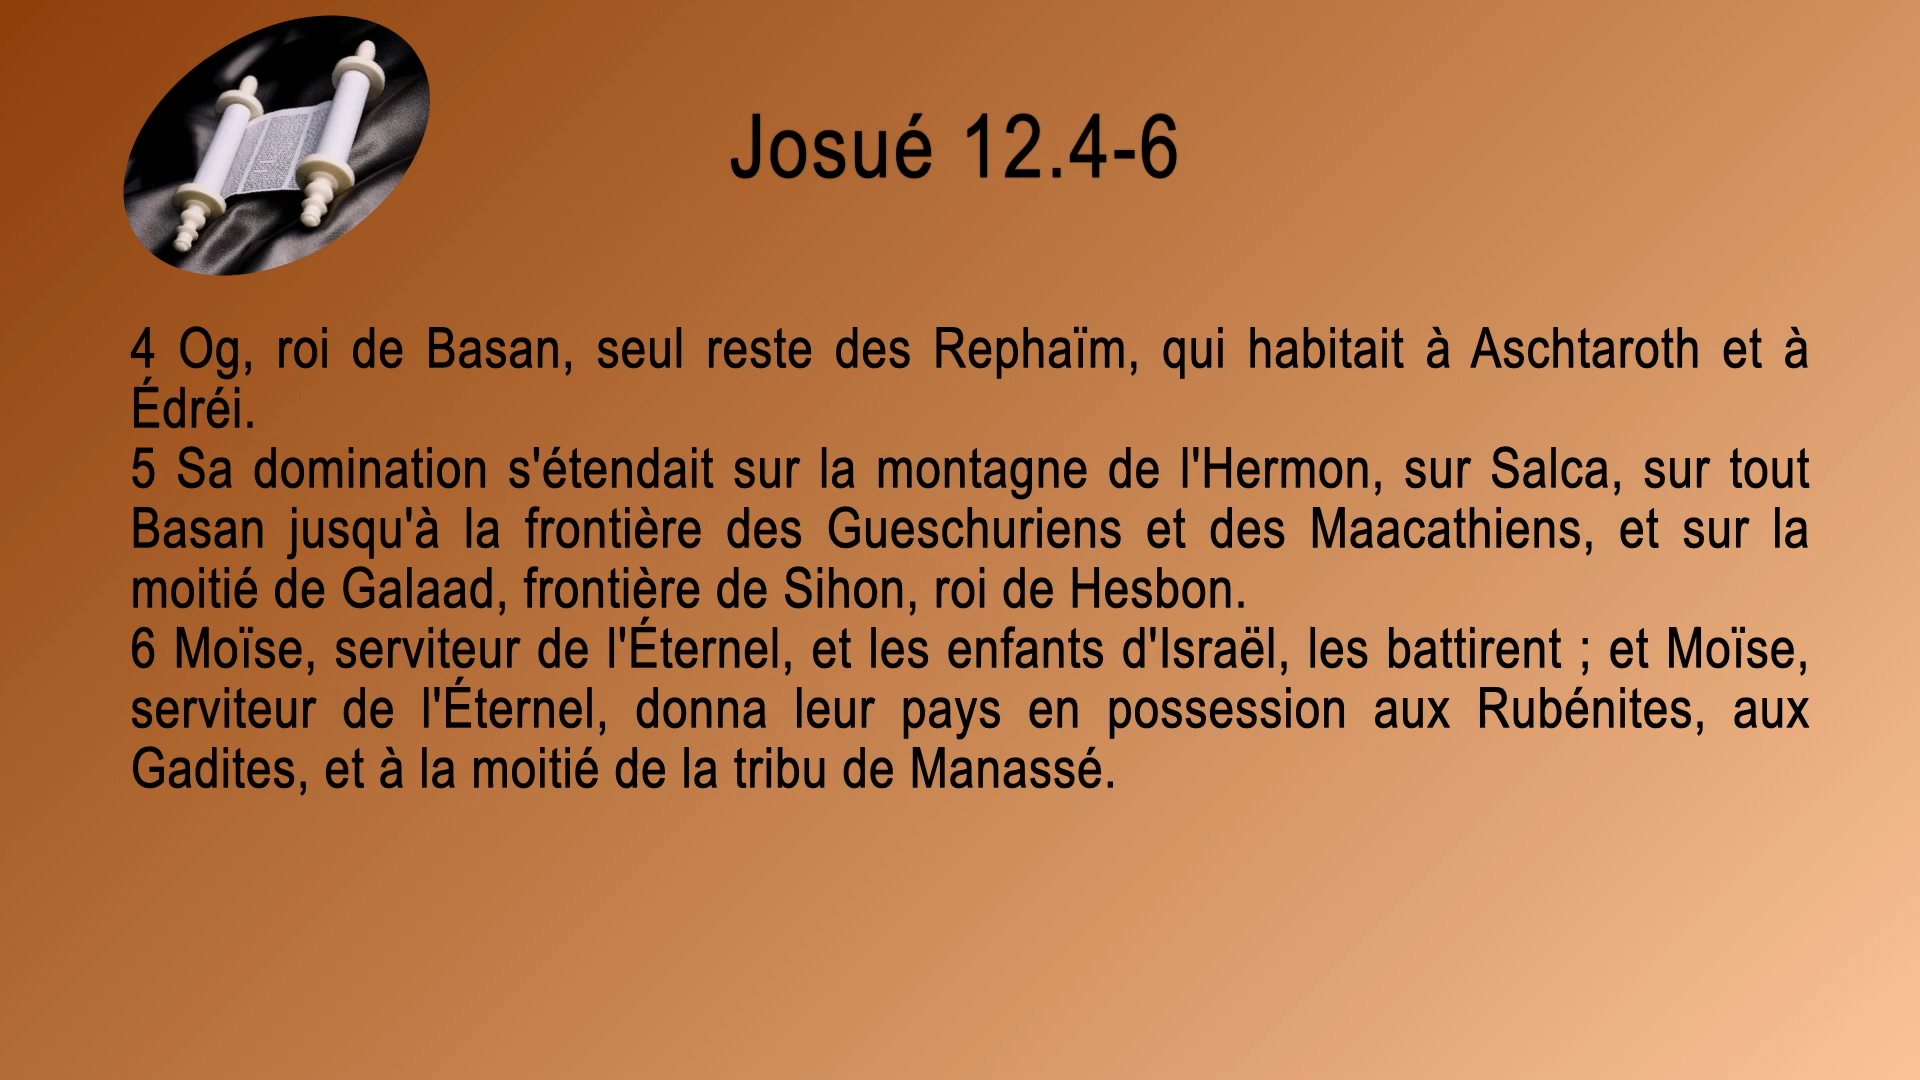 Josué 12.4-6
4 Og, roi de Basan, seul reste des Rephaïm, qui habitait à Aschtaroth et à
Édréi.
5 Sa domination s'étendait sur la montagne de l'Hermon, sur Salca, sur tout
Basan jusqu'à la frontière des Gueschuriens et des Maacathiens, et sur la
moitié de Galaad, frontière de Sihon, roi de Hesbon.
6 Moïse, serviteur de l'Éternel, et les enfants d'Israël, les battirent ; et Moïse,
serviteur de l'Éternel, donna leur pays en possession aux Rubénites, aux
Gadites, et à la moitié de la tribu de Manassé.